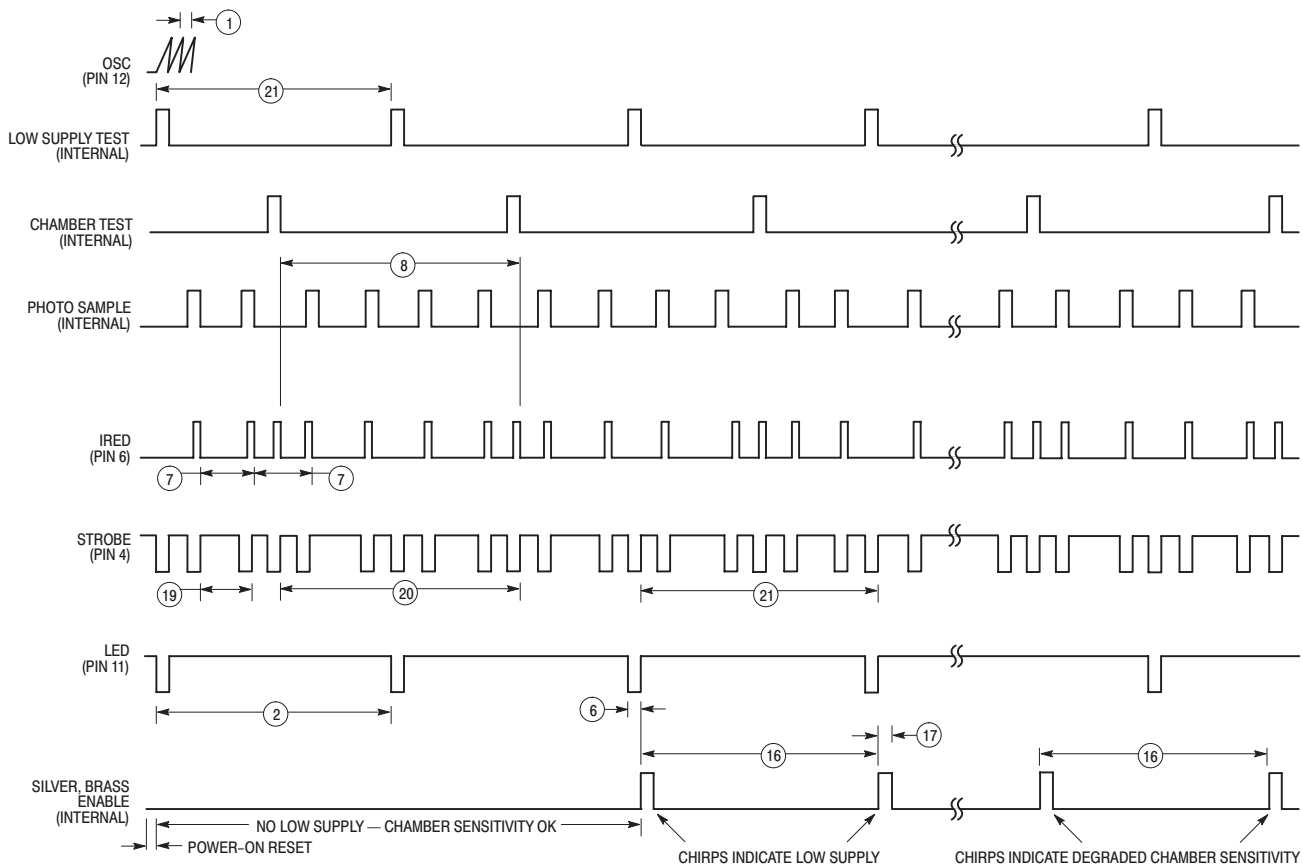 1
OSC
(PIN 12)
21
LOW SUPPLY TEST
(INTERNAL)
CHAMBER TEST
(INTERNAL)
8
PHOTO SAMPLE
(INTERNAL)
IRED
(PIN 6)
7
7
STROBE
(PIN 4)
19
20
21
LED
(PIN 11)
2
6
17
16
16
SILVER, BRASS
ENABLE
(INTERNAL)
NO LOW SUPPLY — CHAMBER SENSITIVITY OK
POWER–ON RESET
CHIRPS INDICATE LOW SUPPLY
CHIRPS INDICATE DEGRADED CHAMBER SENSITIVITY